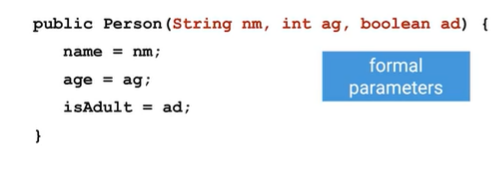 public Person(String nm, int ag, boolean ad) {
name = nm;
age = ag;
isAdult = ad;
}
formal
parameters